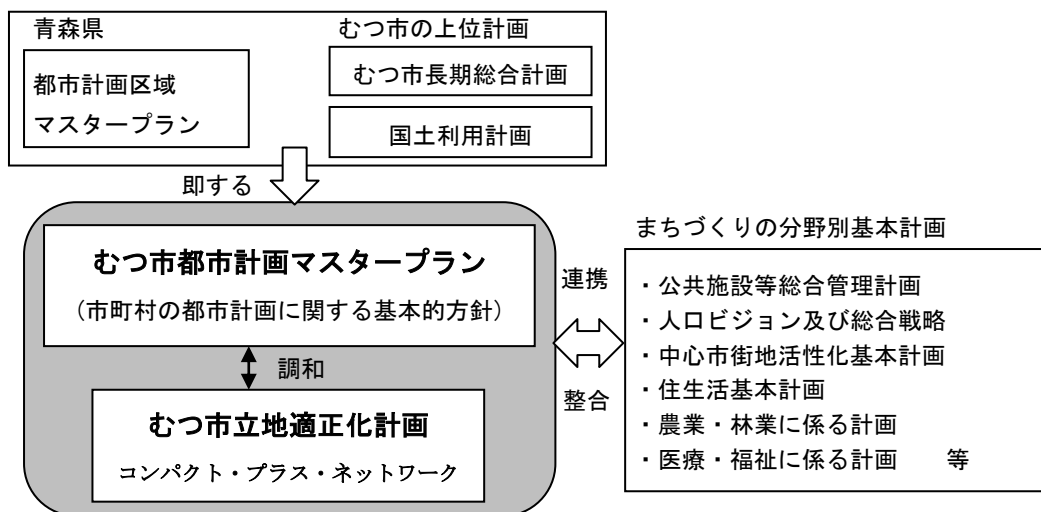 青森県
都市計画区域
マスタープラン
むつ市の上位計画
むつ市長期総合計画
国土利用計画
即する
むつ市都市計画マスタープラン
（市町村の都市計画に関する基本的方針）
調和
むつ市立地適正化計画
コンパクト・プラス・ネットワーク
連携
整合
まちづくりの分野別基本計画
・公共施設等総合管理計画
・人口ビジョン及び総合戦略
・中心市街地活性化基本計画
・住生活基本計画
・農業・林業に係る計画
・医療・福祉に係る計画　　等